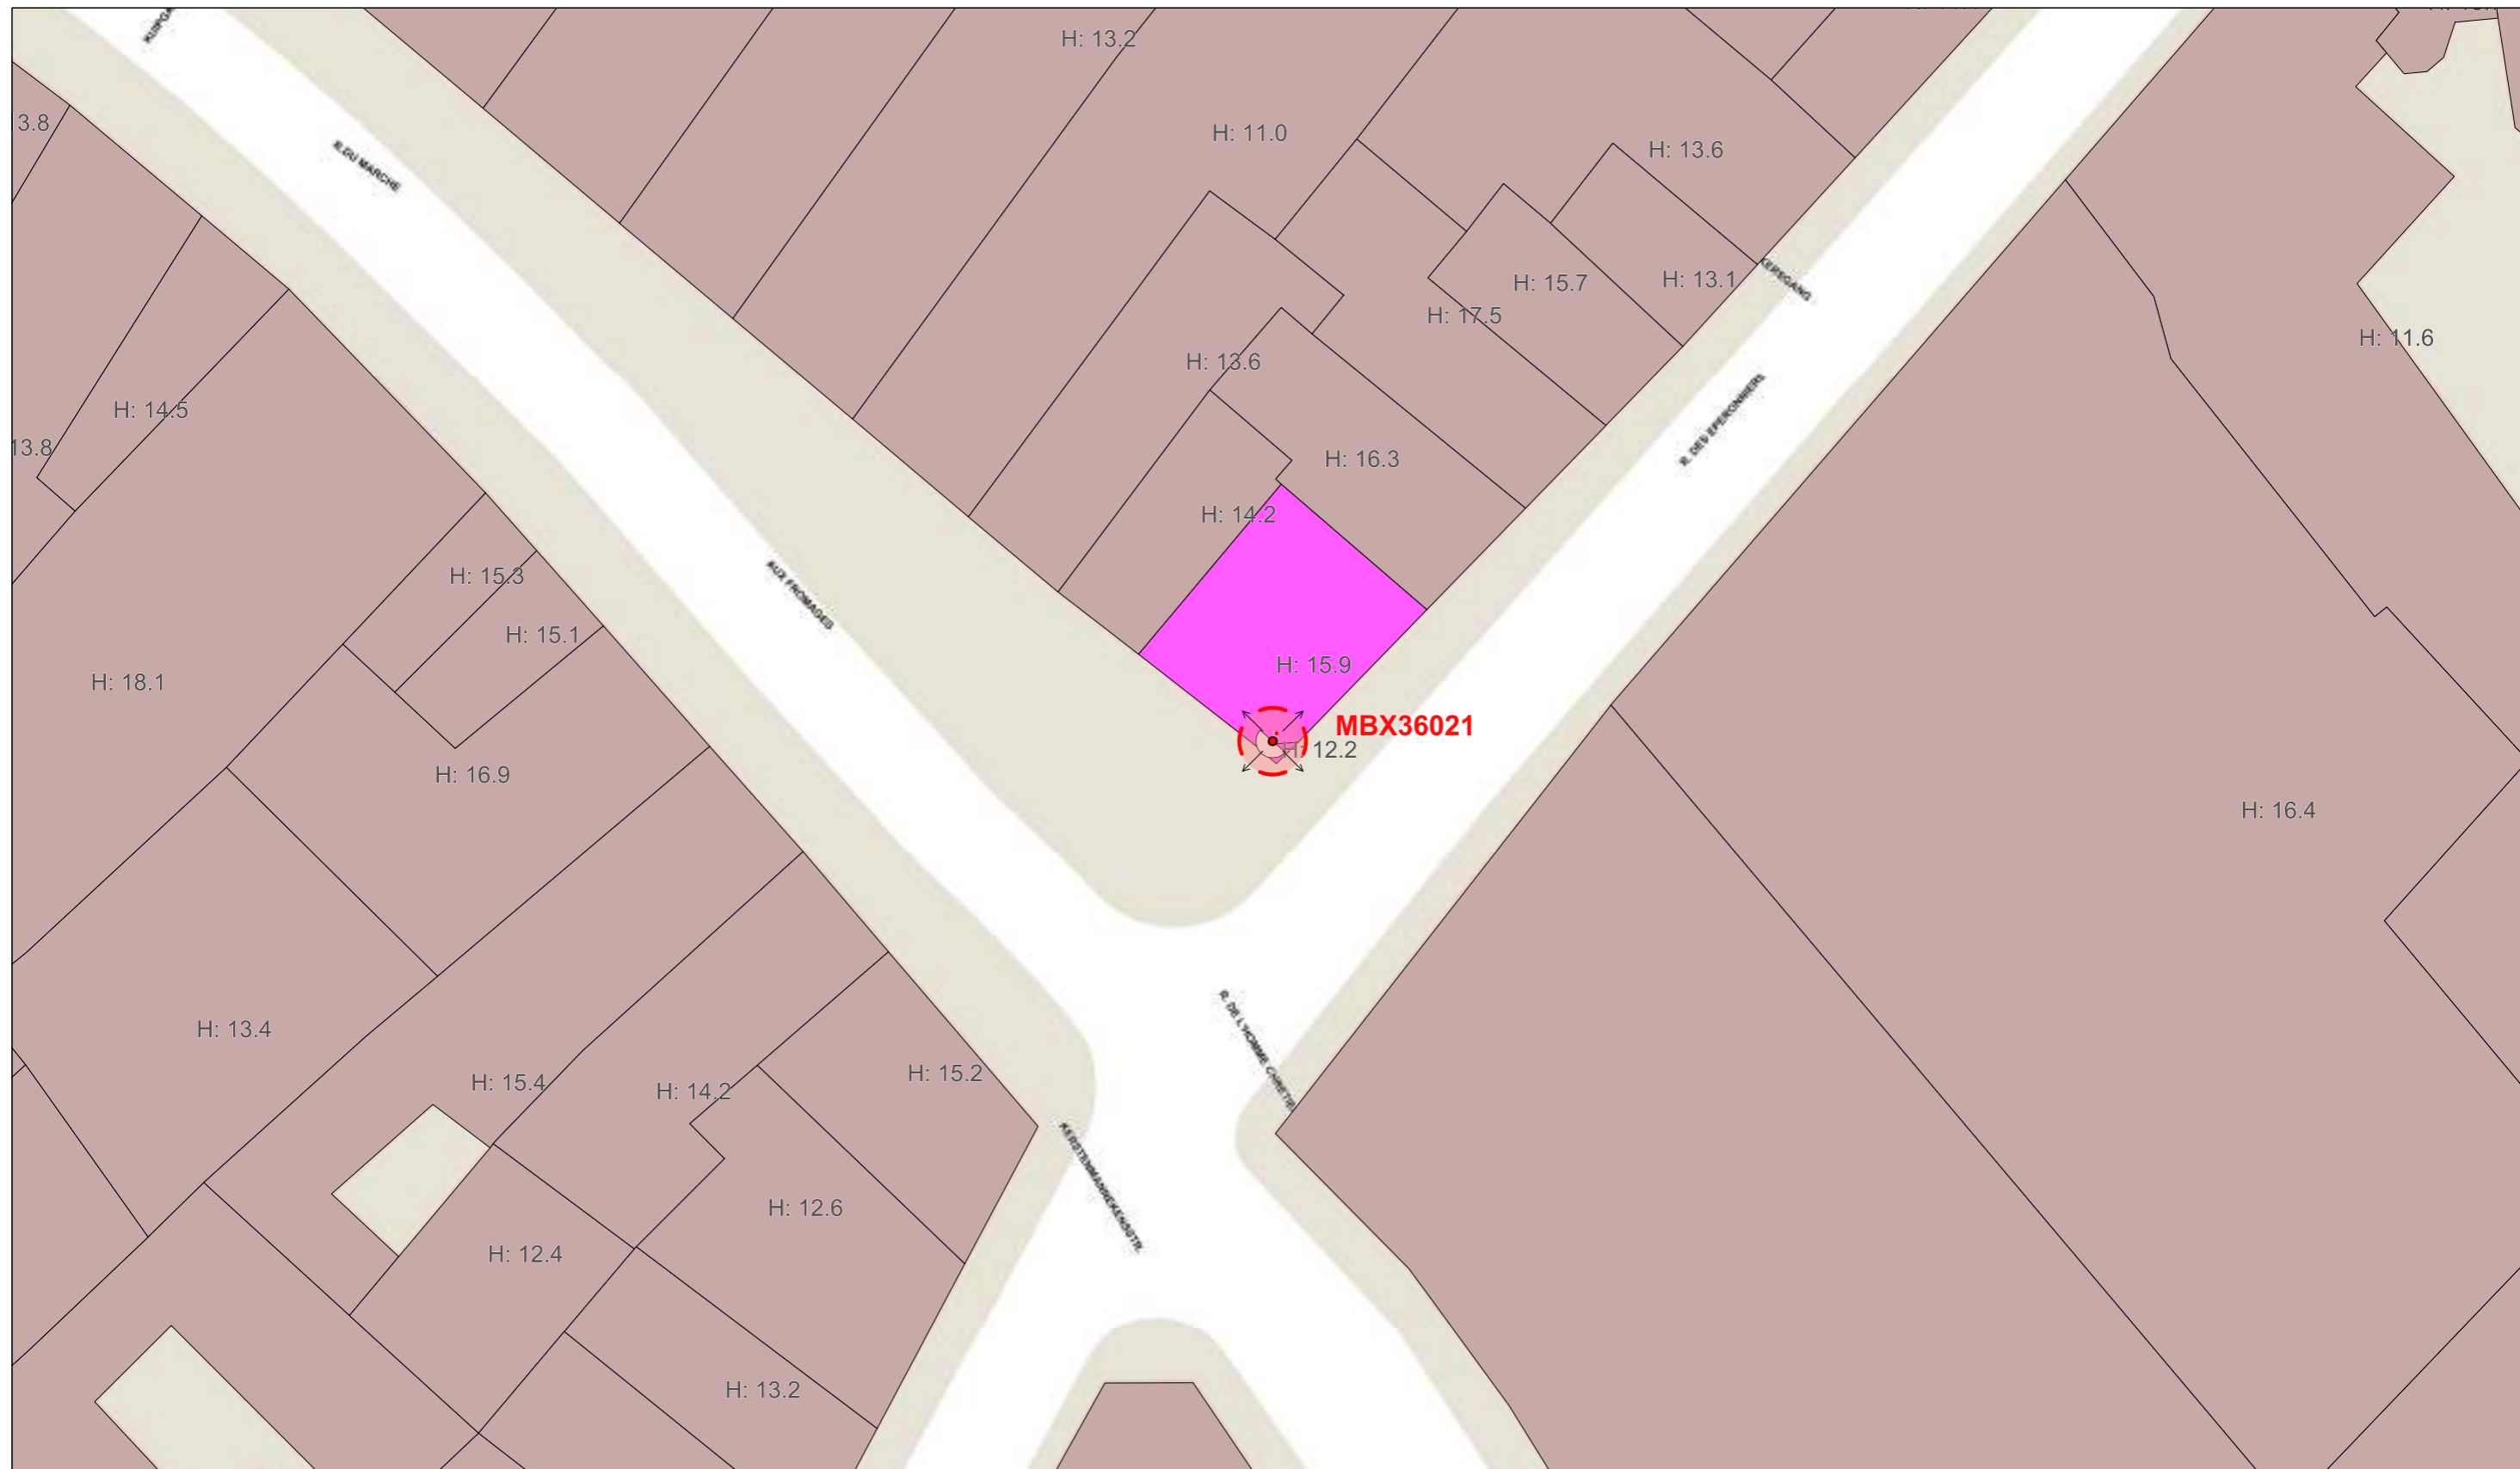 H: 13.2
3.8
H: 11.0
R.DU MARCHE
H: 13.6
KERSGANG
H: 13.1
H: 15.7
H: 17.5
H: 11.6
H: 13.6
H: 14.5
R. DES EPERONNIERS
13.8
H: 16.3
H: 14.2
H: 15.3
AUX FROMAGES
H: 15.1
H: 15.9
H: 18.1
MBX36021
H: 12.2
H: 16.9
H: 16.4
H: 13.4
R. DE L'HOMME CHRETIEN
H: 15.4
H: 14.2
H: 15.2
KERSTENMANNEKENSSTR.
H: 12.6
H: 12.4
H: 13.2